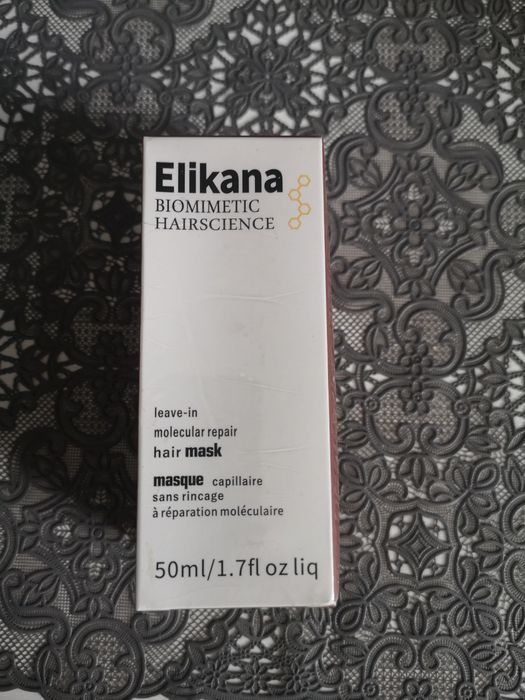 Elikana
BIOMIMETIC
HAIRSCIENCE
leave-in
molecular repair
hair mask
masque capillaire
sans rincage
à réparation moléculaire
50ml/1.7fl oz liq